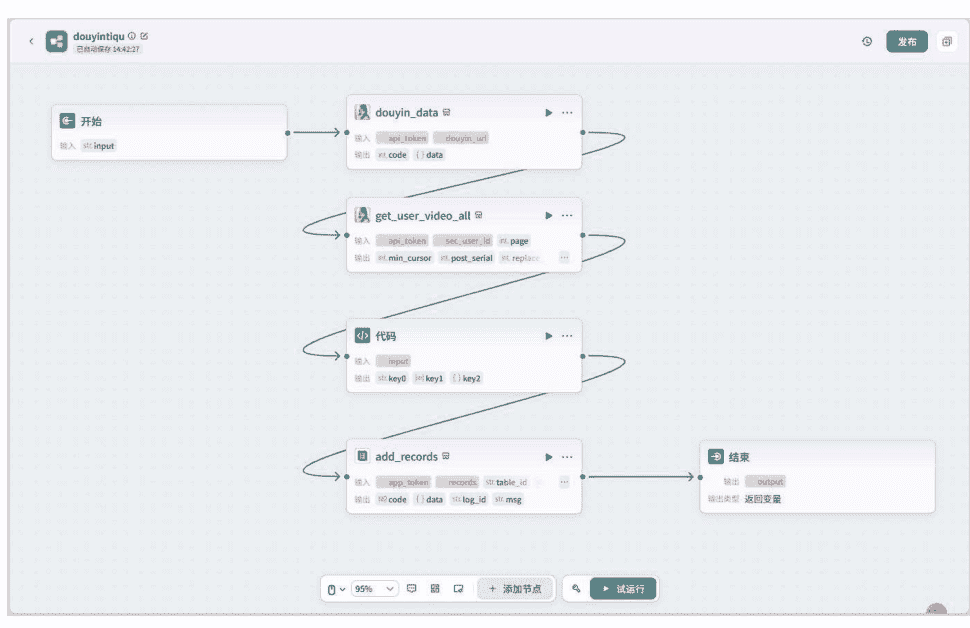 douyintiqu
已自动保存 14:42:27
发布
开始
输入 str. input
douyin_data
输入 api_token douyin_url
输出 int. code { } data
get_user_video_all
输入 api_token sec_user_id int. page
输出 int. min_cursor int. post_serial str. replace ...
代码
输入 input
输出 str. key0 key1 { } key2
add_records
输入 app_token records str. table_id ...
输出 code { } data str. log_id str. msg
结束
输出 output
输出类型 返回变量
95%
+ 添加节点
试运行